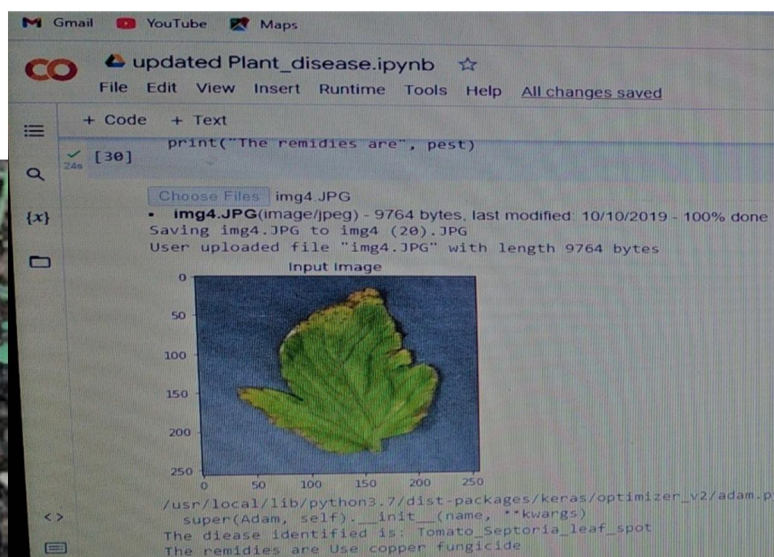 Gmail YouTube Maps
CO updated Plant_disease.ipynb
File Edit View Insert Runtime Tools Help All changes saved
+ Code + Text
print("The remidies are", pest)
24s [30]
Choose Files img4.JPG
{x} • img4.JPG(image/jpeg) - 9764 bytes, last modified: 10/10/2019 - 100% done
Saving img4.JPG to img4 (20).JPG
User uploaded file "img4.JPG" with length 9764 bytes
Input Image
0
50
100
150
200
250
0 50 100 150 200 250
/usr/local/lib/python3.7/dist-packages/keras/optimizer_v2/adam.p
<> super(Adam, self).__init__(name, **kwargs)
The diease identified is: Tomato_Septoria_leaf_spot
The remidies are Use copper fungicide